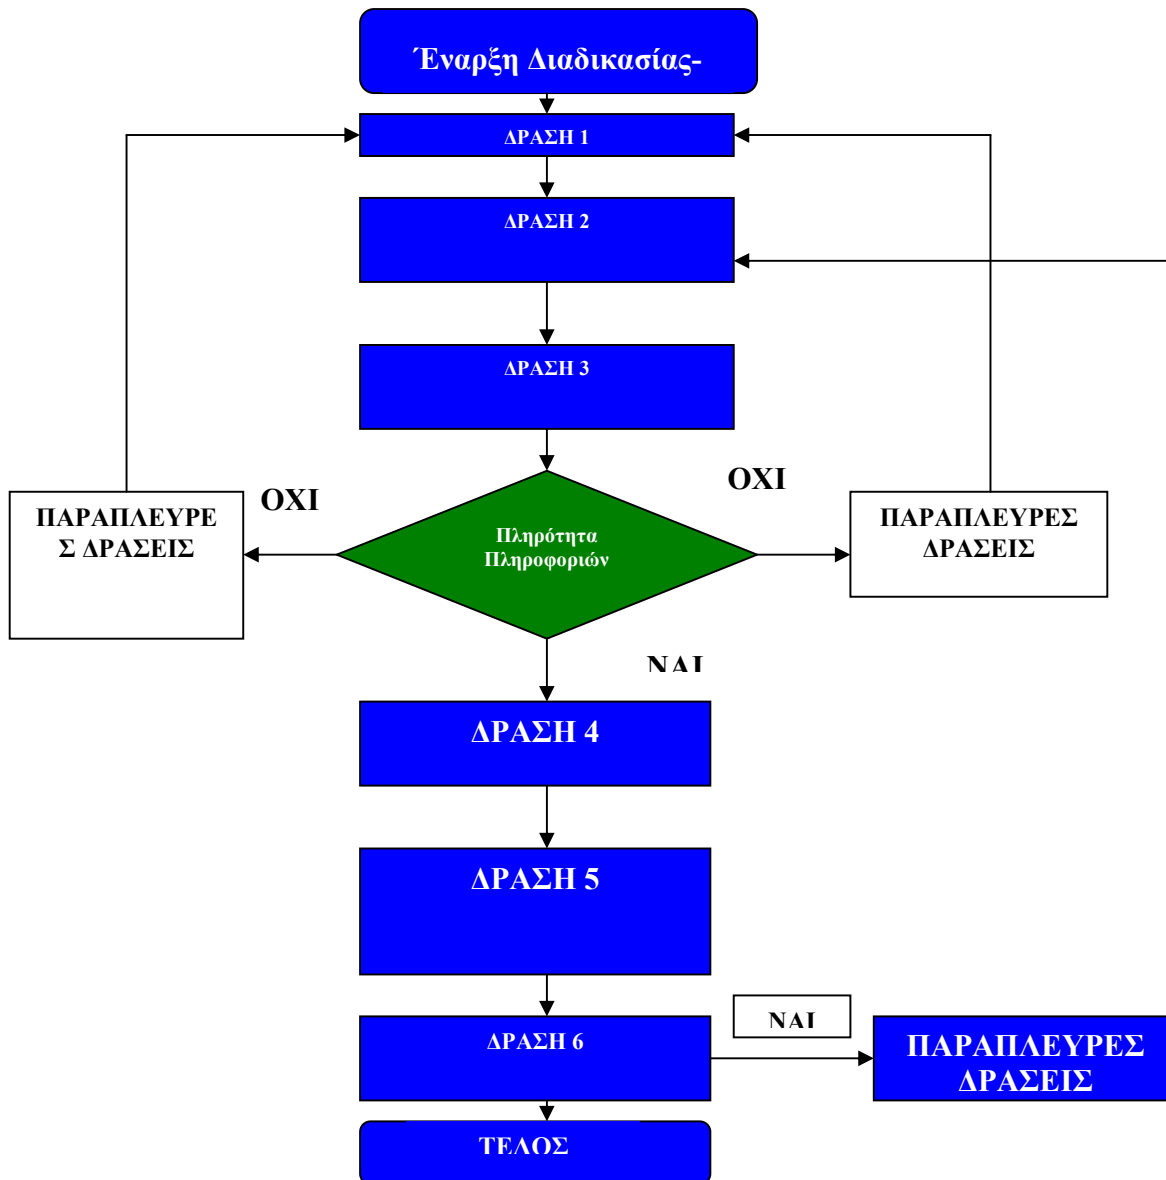 Έναρξη Διαδικασίας-
ΔΡΑΣΗ 1
ΔΡΑΣΗ 2
ΔΡΑΣΗ 3
ΟΧΙ
ΟΧΙ
ΠΑΡΑΠΛΕΥΡΕ
Σ ΔΡΑΣΕΙΣ
Πληρότητα
Πληροφοριών
ΠΑΡΑΠΛΕΥΡΕΣ
ΔΡΑΣΕΙΣ
ΝΑΙ
ΔΡΑΣΗ 4
ΔΡΑΣΗ 5
ΝΑΙ
ΔΡΑΣΗ 6
ΠΑΡΑΠΛΕΥΡΕΣ
ΔΡΑΣΕΙΣ
ΤΕΛΟΣ